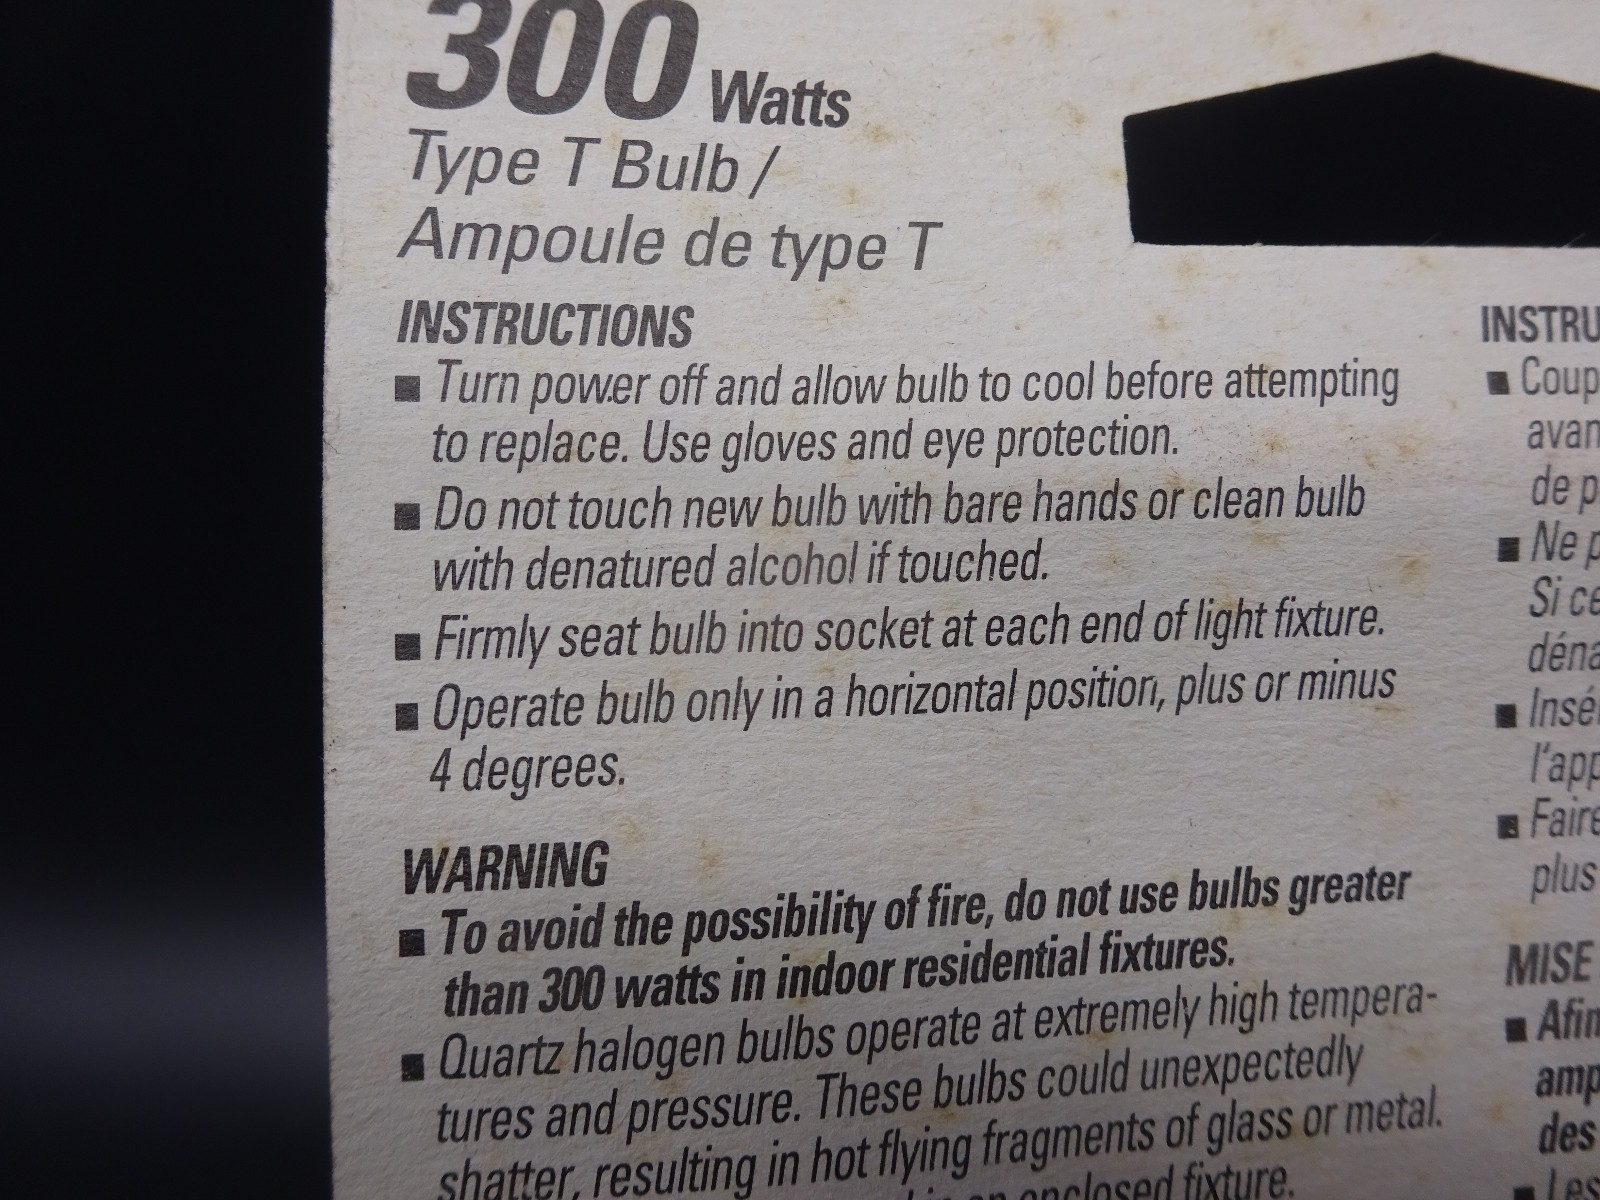 300 Watts
Type T Bulb /
Ampoule de type T
INSTRUCTIONS
■ Turn power off and allow bulb to cool before attempting
to replace. Use gloves and eye protection.
■ Do not touch new bulb with bare hands or clean bulb
with denatured alcohol if touched.
■ Firmly seat bulb into socket at each end of light fixture.
■ Operate bulb only in a horizontal position, plus or minus
4 degrees.
WARNING
■ To avoid the possibility of fire, do not use bulbs greater
than 300 watts in indoor residential fixtures.
■ Quartz halogen bulbs operate at extremely high tempera-
tures and pressure. These bulbs could unexpectedly
shatter, resulting in hot flying fragments of glass or metal.
enclosed fixture.
INSTRU
■ Coup
avan
de p
■ Ne p
Si ce
déna
■ Insé
l'app
■ Faire
plus
MISE
■ Afin
amp
des
■ Les